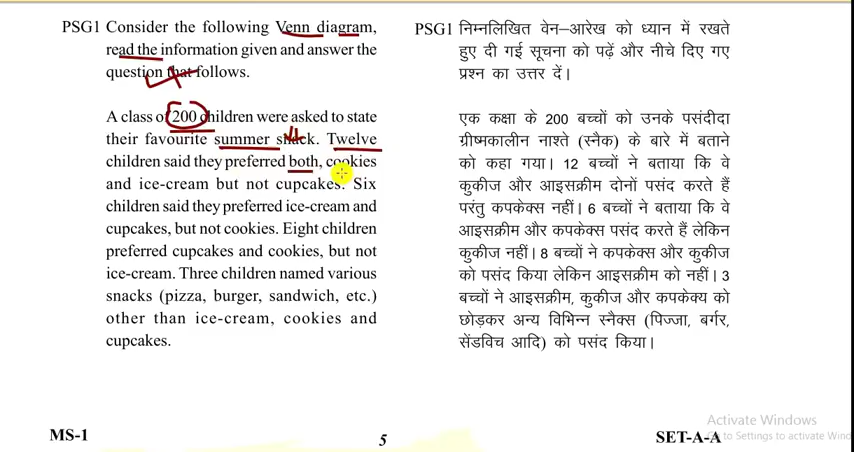 PSG1 Consider the following Venn diagram,
read the information given and answer the
question that follows.
A class of 200 children were asked to state
their favourite summer snack. Twelve
children said they preferred both, cookies
and ice-cream but not cupcakes. Six
children said they preferred ice-cream and
cupcakes, but not cookies. Eight children
preferred cupcakes and cookies, but not
ice-cream. Three children named various
snacks (pizza, burger, sandwich, etc.)
other than ice-cream, cookies and
cupcakes.
PSG1 निम्नलिखित वेन–आरेख को ध्यान में रखते
हुए दी गई सूचना को पढ़ें और नीचे दिए गए
प्रश्न का उत्तर दें।
एक कक्षा के 200 बच्चों को उनके पसंदीदा
ग्रीष्मकालीन नाश्ते (स्नैक) के बारे में बताने
को कहा गया। 12 बच्चों ने बताया कि वे
कुकीज और आइसक्रीम दोनों पसंद करते हैं
परंतु कपकेक्स नहीं। 6 बच्चों ने बताया कि वे
आइसक्रीम और कपकेक्स पसंद करते हैं लेकिन
कुकीज नहीं। 8 बच्चों ने कपकेक्स और कुकीज
को पसंद किया लेकिन आइसक्रीम को नहीं। 3
बच्चों ने आइसक्रीम, कुकीज और कपकेक्य को
छोड़कर अन्य विभिन्न स्नैक्स (पिज्जा, बर्गर,
सेंडविच आदि) को पसंद किया।
Activate Windows
Go to Settings to activate Wind
MS-1
5
SET-A-A